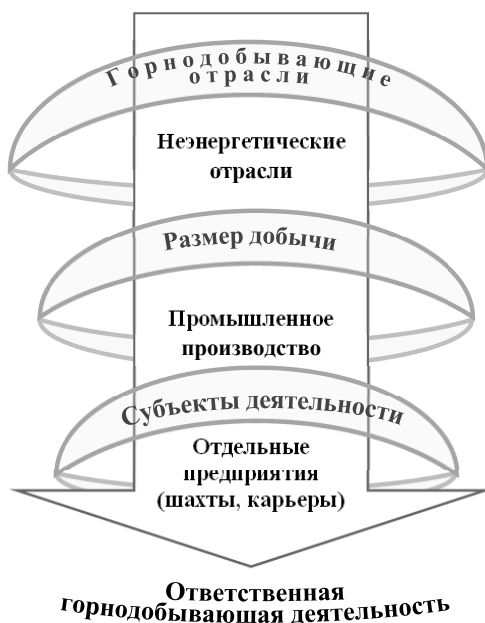 Горнодобывающие
отрасли
Неэнергетические
отрасли
Размер добычи
Промышленное
производство
Субъекты деятельности
Отдельные
предприятия
(шахты, карьеры)
Ответственная
горнодобывающая деятельность